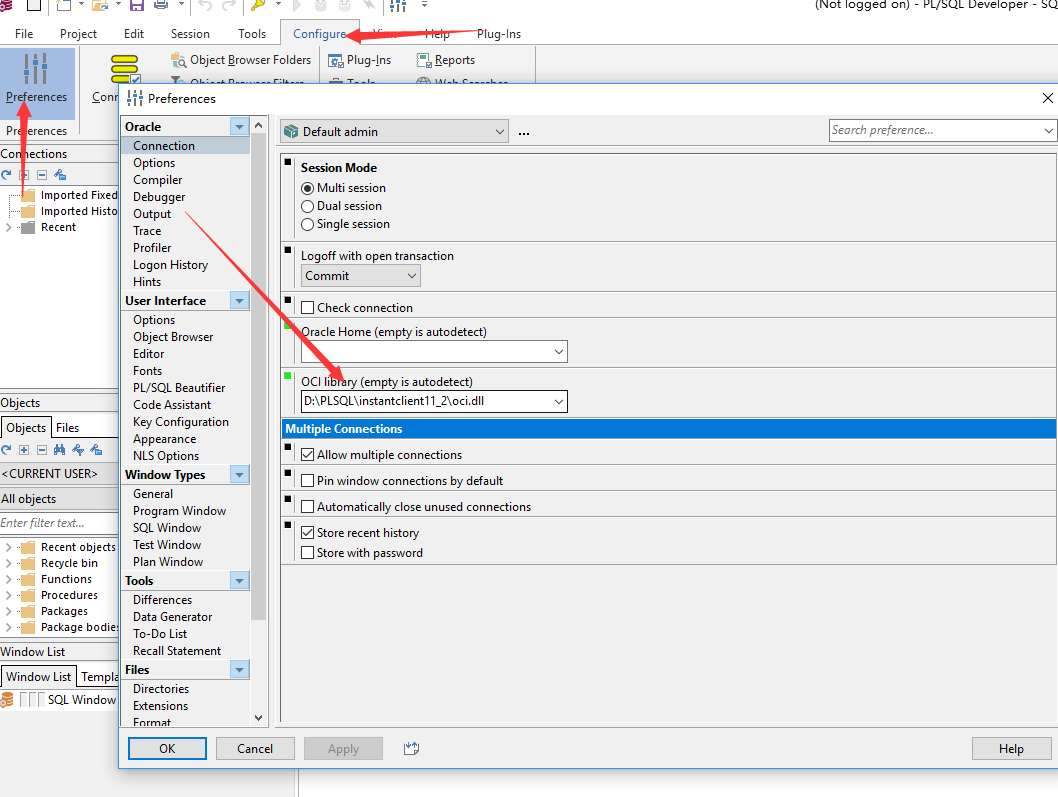 (Not logged on) - PL/SQL Developer - SQ
File Project Edit Session Tools Configure View Help Plug-Ins
Preferences
Object Browser Folders
Plug-Ins
Reports
Object Browser Filters
Tools
Web Searches
Preferences
Connections
Imported Fixed
Imported Histo
Recent
Objects
Objects Files
<CURRENT USER>
All objects
Enter filter text...
Recent objects
Recycle bin
Functions
Procedures
Packages
Package bodies
Window List
Window List Templa
SQL Window
Preferences
Oracle
Connection
Options
Compiler
Debugger
Output
Trace
Profiler
Logon History
Hints
User Interface
Options
Object Browser
Editor
Fonts
PL/SQL Beautifier
Code Assistant
Key Configuration
Appearance
NLS Options
Window Types
General
Program Window
SQL Window
Test Window
Plan Window
Tools
Differences
Data Generator
To-Do List
Recall Statement
Files
Directories
Extensions
Format
Default admin
...
Search preference...
Session Mode
Multi session
Dual session
Single session
Logoff with open transaction
Commit
Check connection
Oracle Home (empty is autodetect)
OCI library (empty is autodetect)
D:\PLSQL\instantclient11_2\oci.dll
Multiple Connections
Allow multiple connections
Pin window connections by default
Automatically close unused connections
Store recent history
Store with password
OK Cancel Apply Help